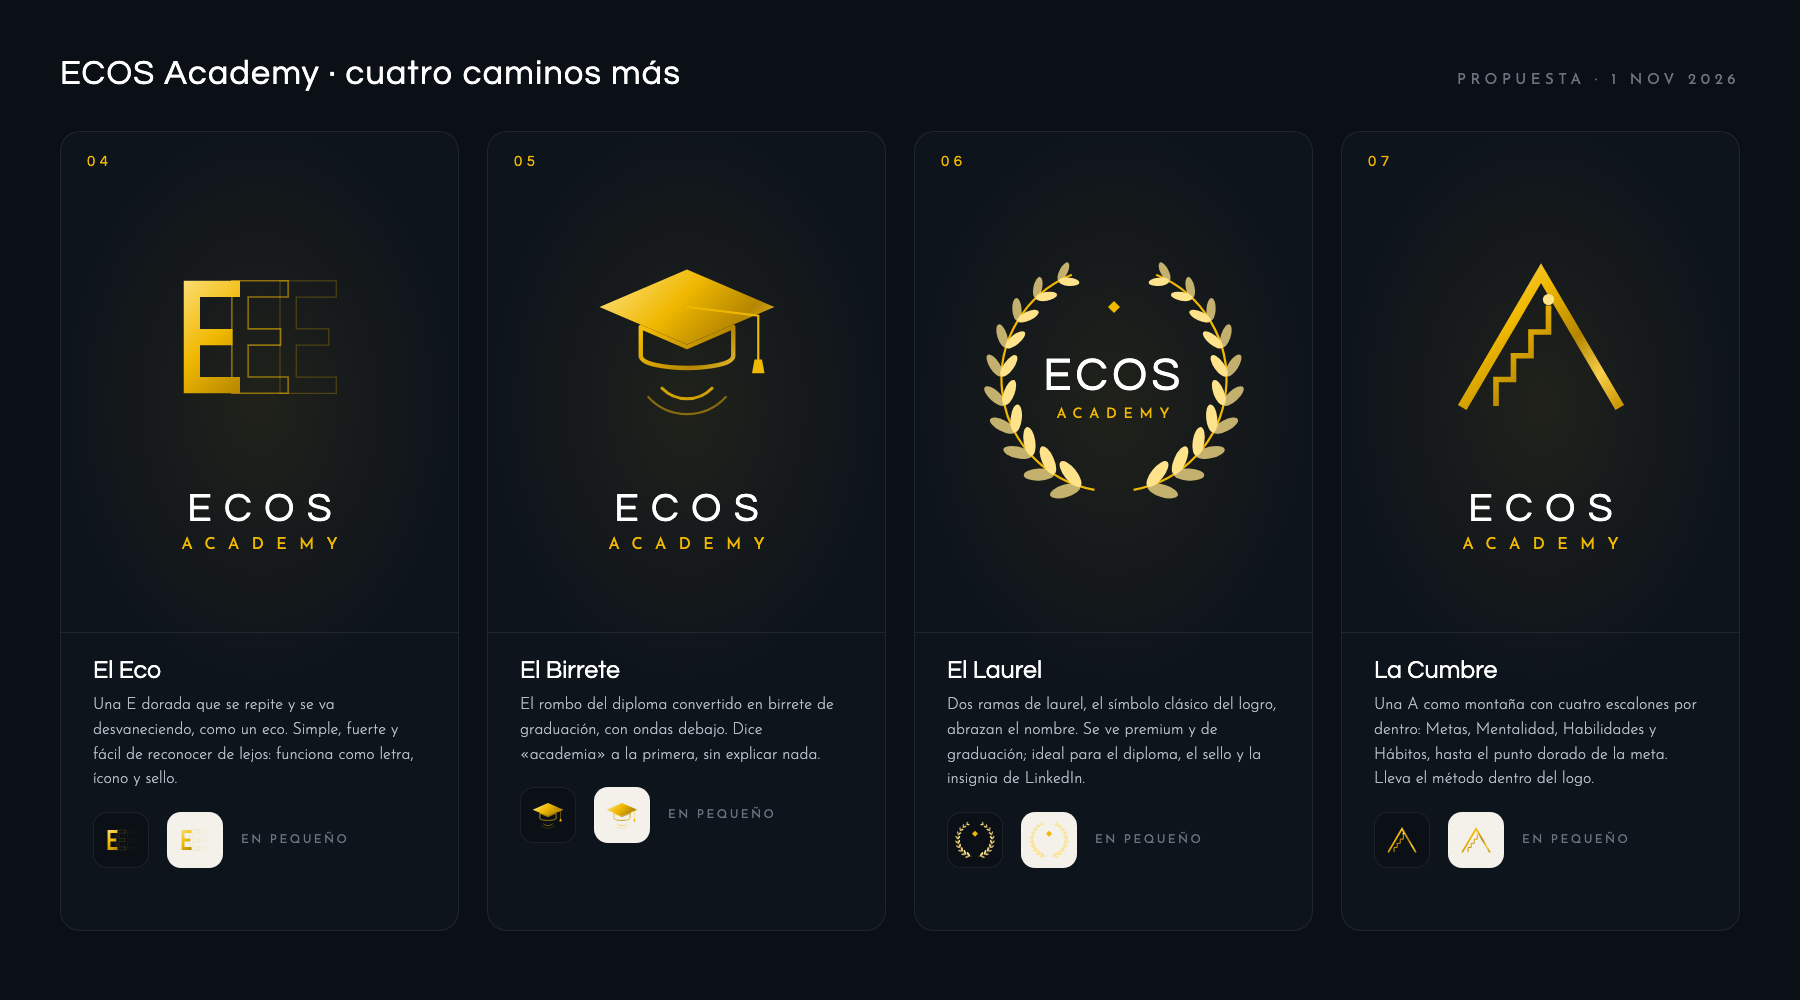 ECOS Academy · cuatro caminos más
PROPUESTA · 1 NOV 2026
04
ECOS
ACADEMY
El Eco
Una E dorada que se repite y se va
desvaneciendo, como un eco. Simple, fuerte y
fácil de reconocer de lejos: funciona como letra,
ícono y sello.
EN PEQUEÑO
05
ECOS
ACADEMY
El Birrete
El rombo del diploma convertido en birrete de
graduación, con ondas debajo. Dice
«academia» a la primera, sin explicar nada.
EN PEQUEÑO
06
ECOS
ACADEMY
El Laurel
Dos ramas de laurel, el símbolo clásico del logro,
abrazan el nombre. Se ve premium y de
graduación; ideal para el diploma, el sello y la
insignia de LinkedIn.
EN PEQUEÑO
07
ECOS
ACADEMY
La Cumbre
Una A como montaña con cuatro escalones por
dentro: Metas, Mentalidad, Habilidades y
Hábitos, hasta el punto dorado de la meta.
Lleva el método dentro del logo.
EN PEQUEÑO